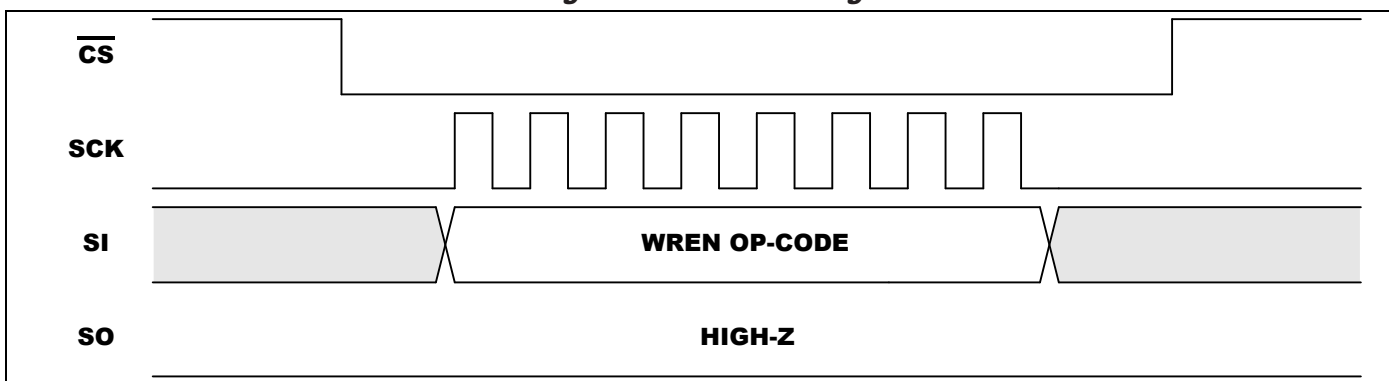 CS
SCK
SI
WREN OP-CODE
SO
HIGH-Z